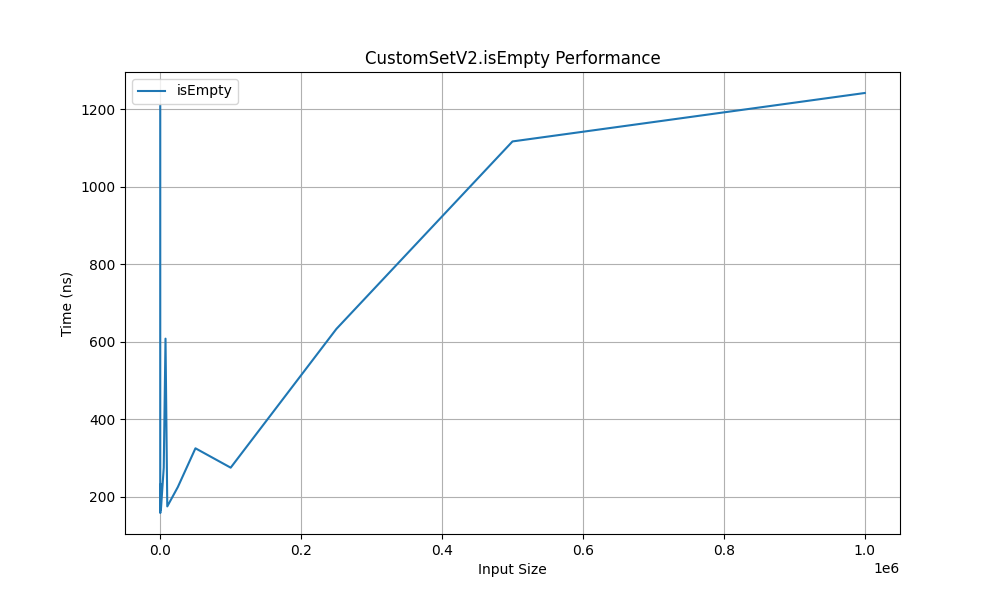 CustomSetV2.isEmpty Performance
isEmpty
1200
1000
800
600
400
200
Time (ns)
0.0 0.2 0.4 0.6 0.8 1.0
1e6
Input Size